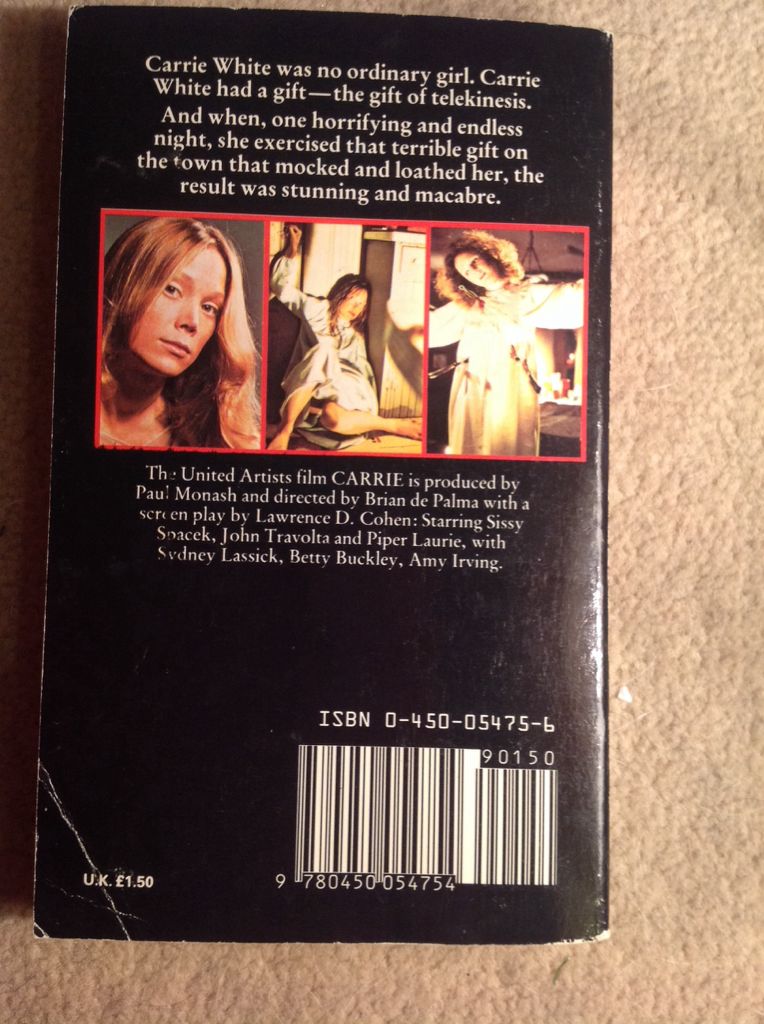 Carrie White was no ordinary girl. Carrie
White had a gift—the gift of telekinesis.
And when, one horrifying and endless
night, she exercised that terrible gift on
the town that mocked and loathed her, the
result was stunning and macabre.
The United Artists film CARRIE is produced by
Paul Monash and directed by Brian de Palma with a
screen play by Lawrence D. Cohen: Starring Sissy
Spacek, John Travolta and Piper Laurie, with
Sydney Lassick, Betty Buckley, Amy Irving.
ISBN 0-450-05475-6
90150
U.K. £1.50
9 780450 054754